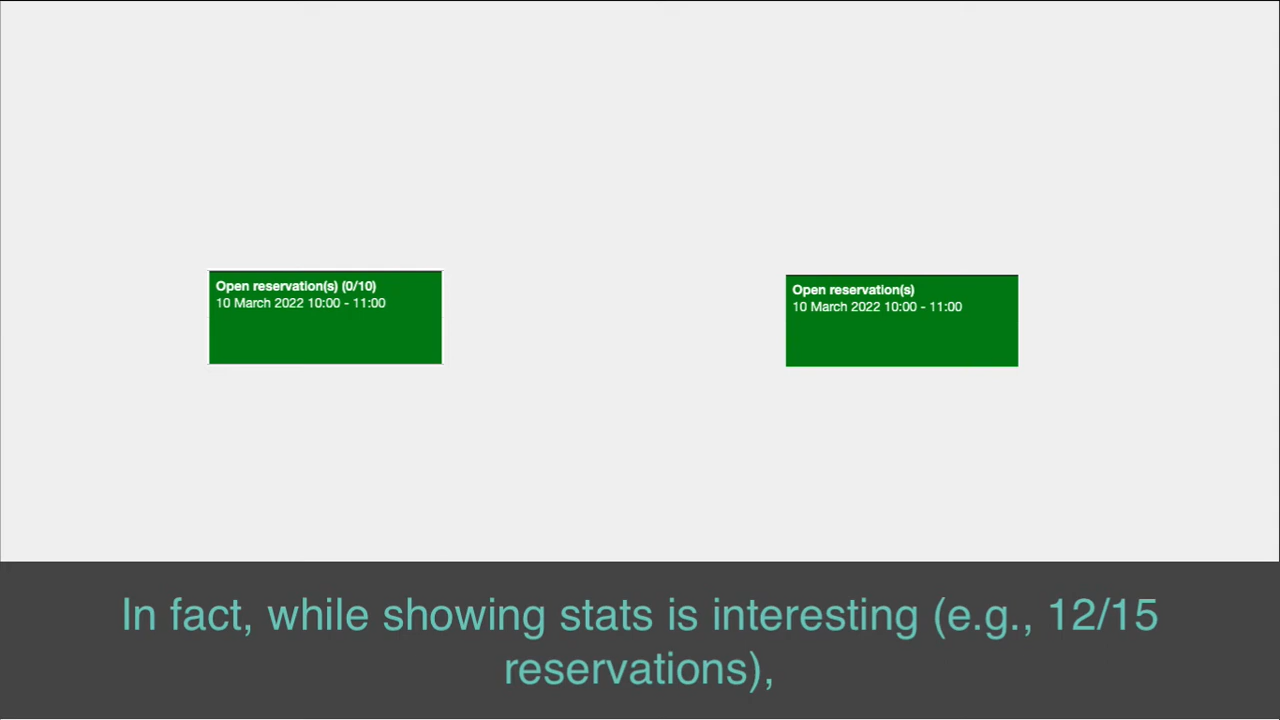 Open reservation(s) (0/10)
10 March 2022 10:00 - 11:00
Open reservation(s)
10 March 2022 10:00 - 11:00
In fact, while showing stats is interesting (e.g., 12/15
reservations),